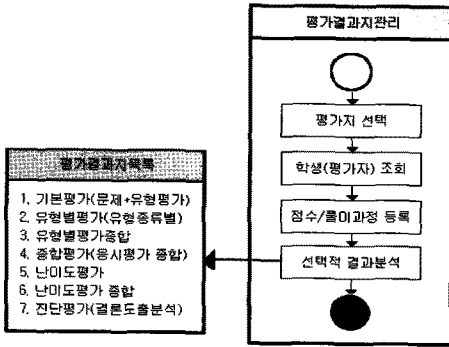 평가결과지관리
평가지 선택
학생(평가자) 조회
점수/풀이과정 등록
선택적 결과분석
평가결과지목록
1. 기본평가(문제+유형평가)
2. 유형별평가(유형종류별)
3. 유형별평가종합
4. 종합평가(응시평가 종합)
5. 난미도평가
6. 난미도평가 종합
7. 진단평가(결론도출분석)